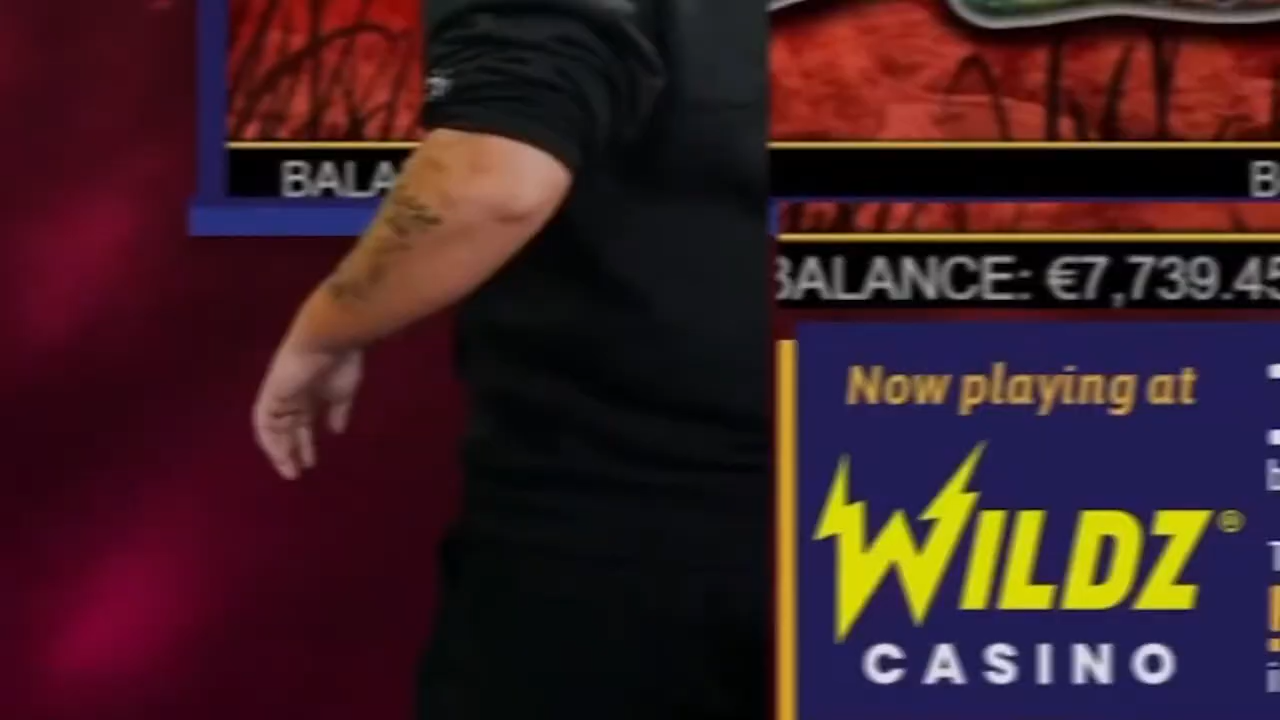 BALA
B
BALANCE: €7,739.45
Now playing at
WILDZ®
CASINO